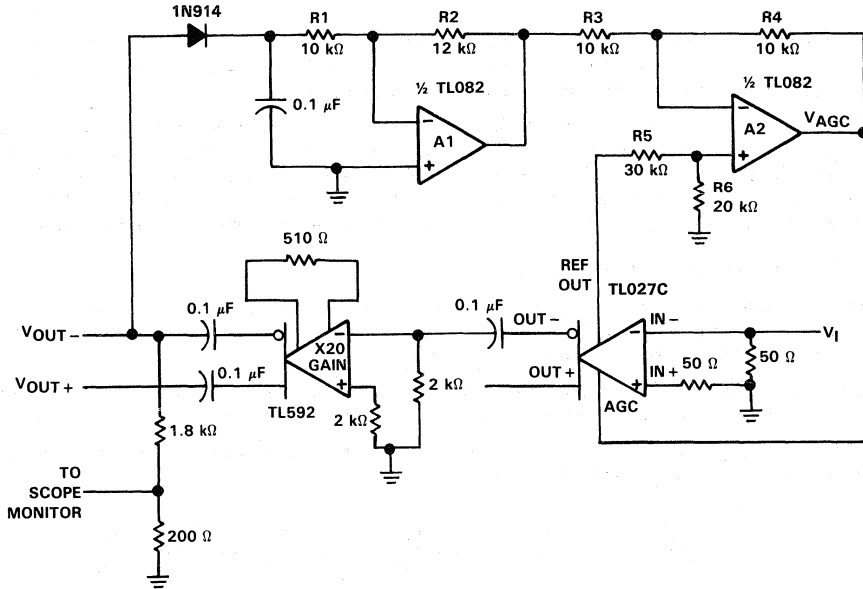 1N914
R1
10 kΩ
R2
12 kΩ
R3
10 kΩ
R4
10 kΩ
0.1 μF
½ TL082
−
A1
+
½ TL082
−
A2
+
VAGC
R5
30 kΩ
R6
20 kΩ
510 Ω
REF
OUT
TL027C
0.1 μF
0.1 μF
OUT−
IN−
VOUT−
X20
GAIN
−
+
−
+
VI
0.1 μF
VOUT+
OUT+
IN+
50 Ω
50 Ω
TL592
2 kΩ
2 kΩ
AGC
1.8 kΩ
TO
SCOPE
MONITOR
200 Ω